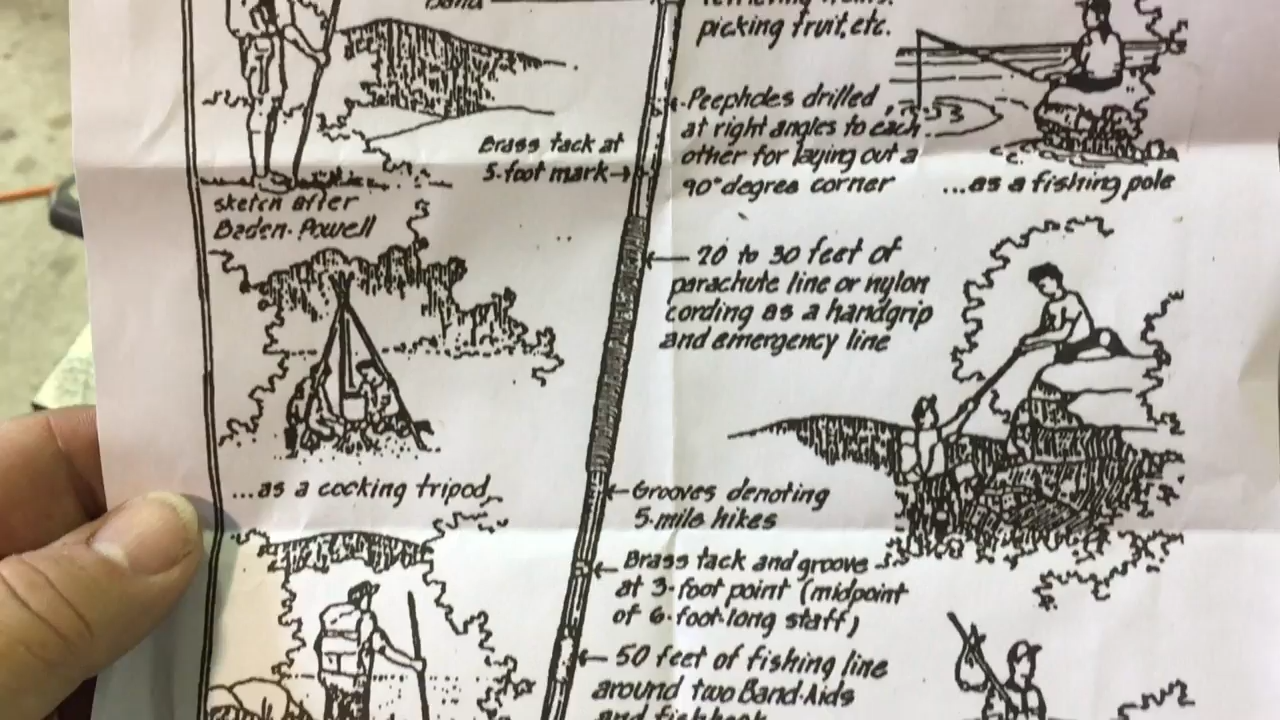 Band
picking fruit, etc.
Peepholes drilled
at right angles to each
other for laying out a
90° degree corner
Brass tack at
5-foot mark
...as a fishing pole
sketch after
Baden-Powell
20 to 30 feet of
parachute line or nylon
cording as a handgrip
and emergency line
...as a cooking tripod
Grooves denoting
5-mile hikes
Brass tack and groove
at 3-foot point (midpoint
of 6-foot-long staff)
50 feet of fishing line
around two Band-Aids
and fishhook